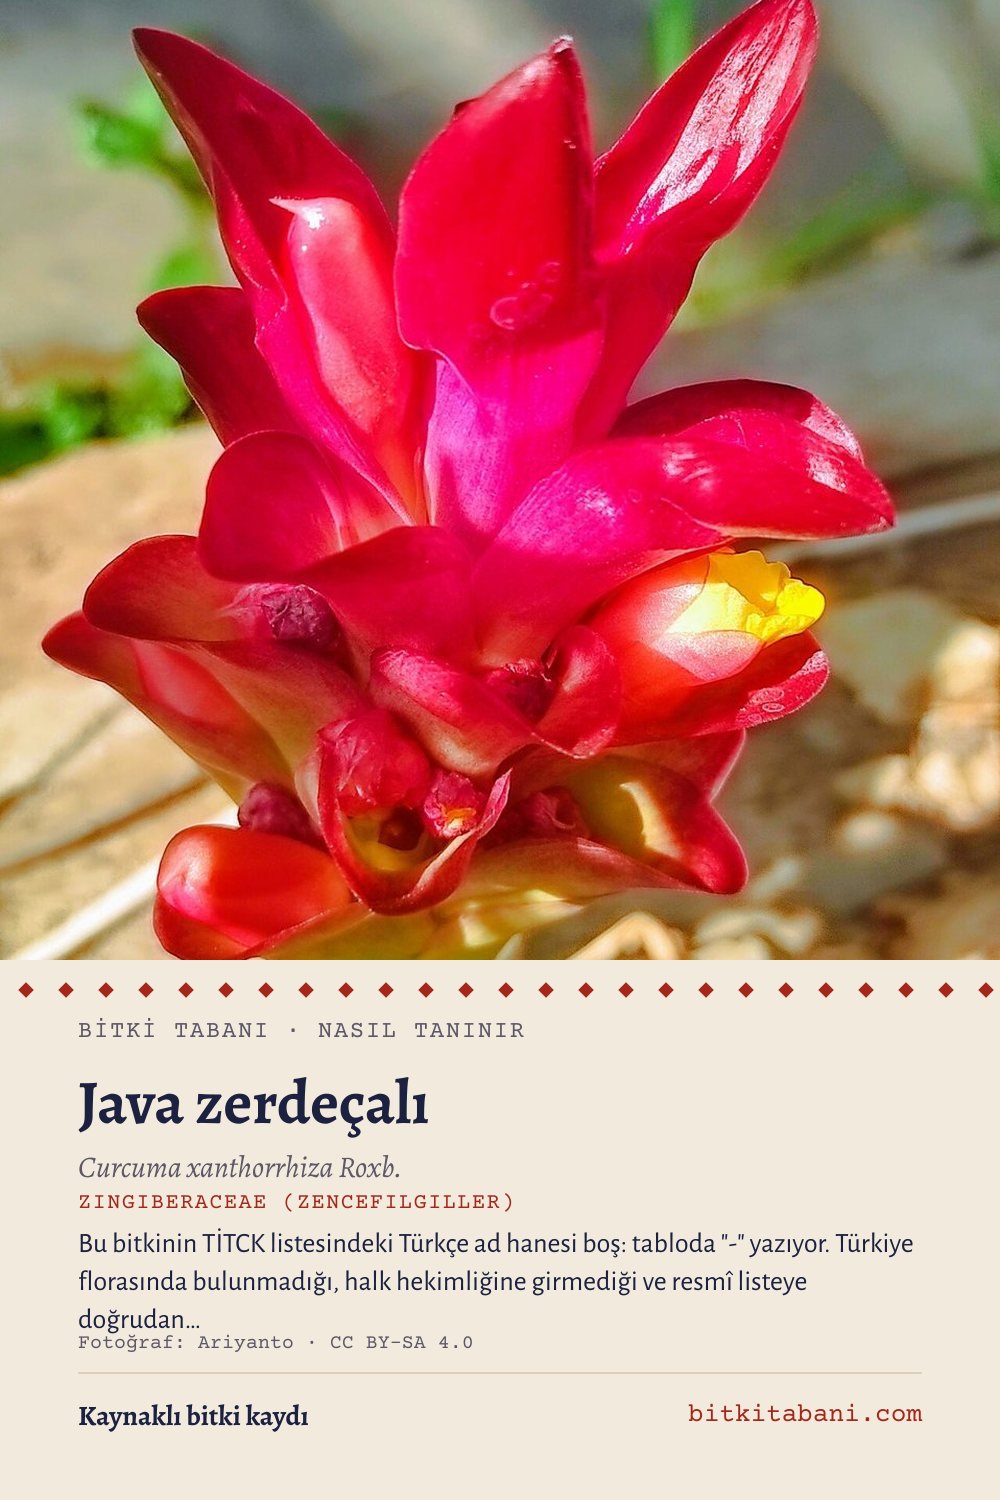 BİTKİ TABANI · NASIL TANINIR
Java zerdeçalı
Curcuma xanthorrhiza Roxb.
ZINGIBERACEAE (ZENCEFILGILLER)
Bu bitkinin TİTCK listesindeki Türkçe ad hanesi boş: tabloda "-" yazıyor. Türkiye
florasında bulunmadığı, halk hekimliğine girmediği ve resmî listeye
doğrudan…
Fotoğraf: Ariyanto · CC BY-SA 4.0
Kaynaklı bitki kaydı
bitkitabani.com